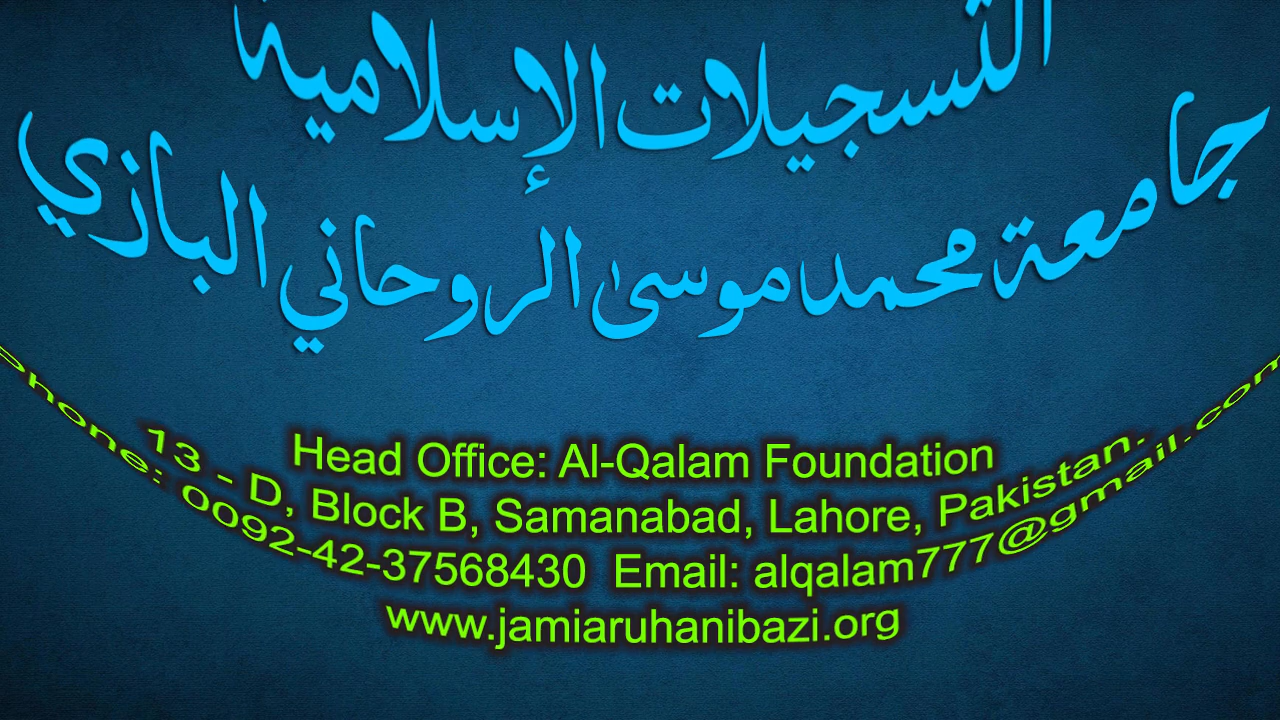 التسجيلات الإسلامية
جامعة محمد موسى الروحاني البازي
Head Office: Al-Qalam Foundation
13 - D, Block B, Samanabad, Lahore, Pakistan.
Phone: 0092-42-37568430 Email: alqalam777@gmail.com
www.jamiaruhanibazi.org